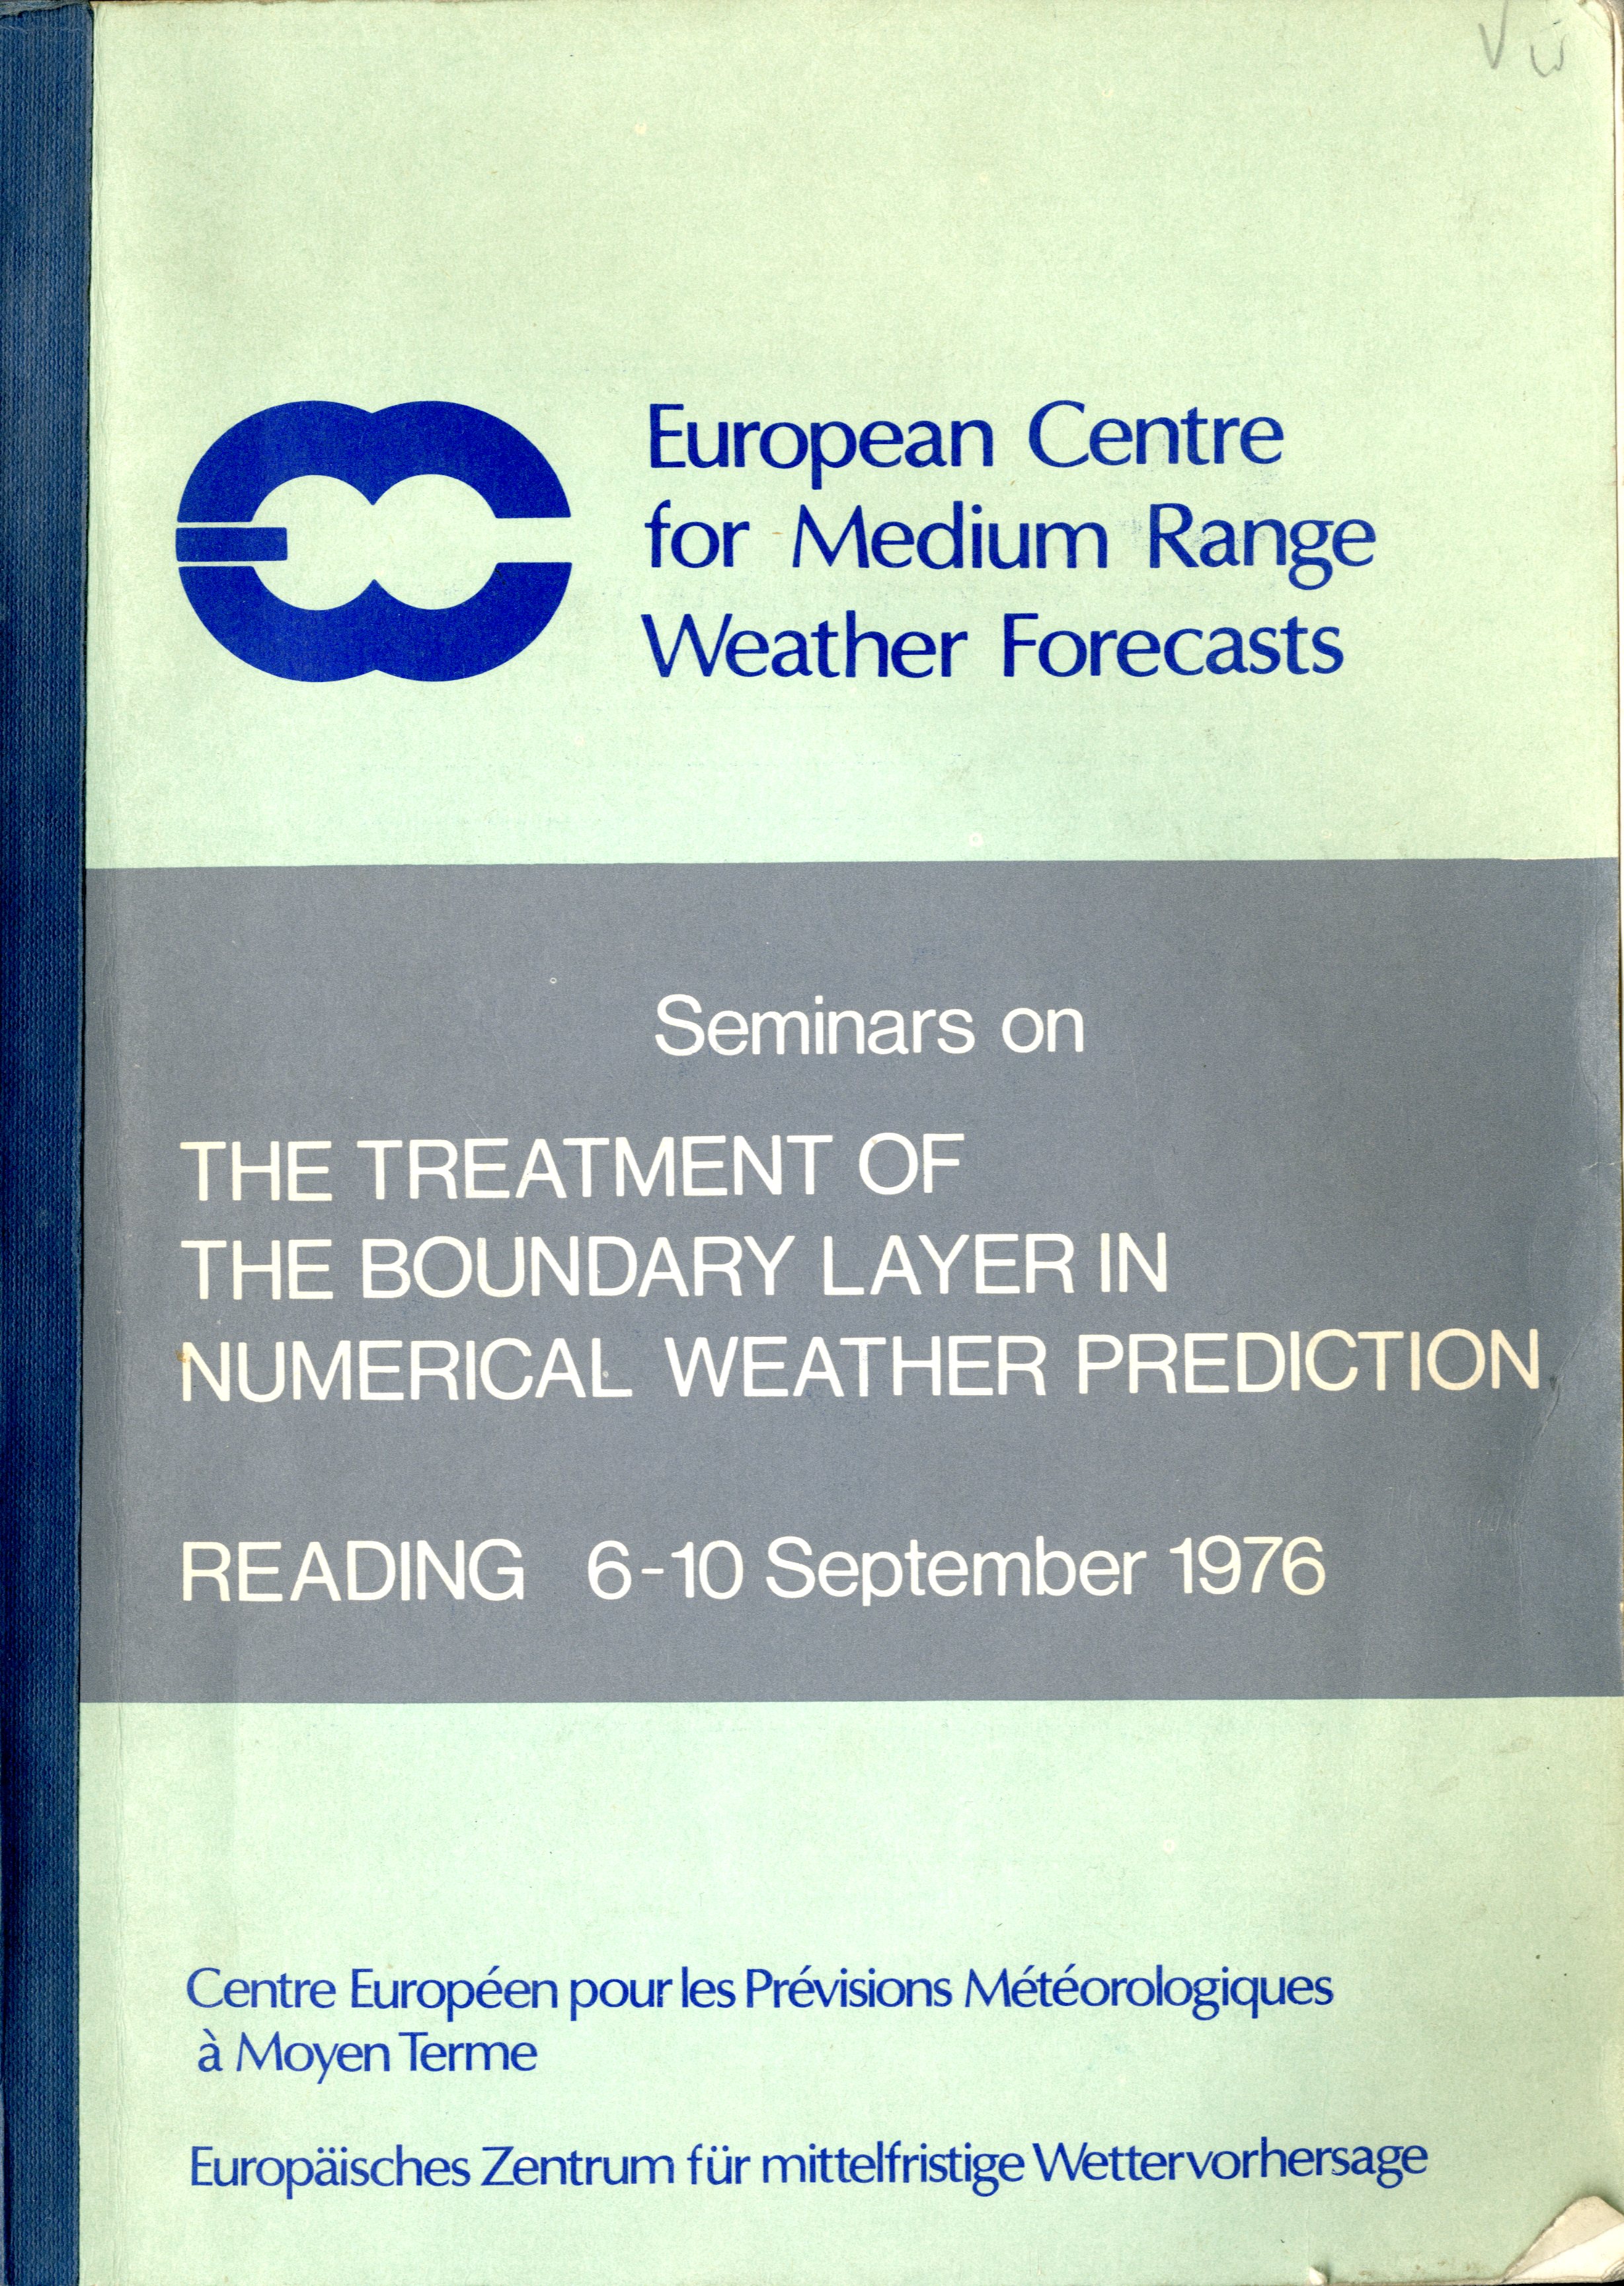 European Centre
for Medium Range
Weather Forecasts
Seminars on
THE TREATMENT OF
THE BOUNDARY LAYER IN
NUMERICAL WEATHER PREDICTION
READING 6-10 September 1976
Centre Européen pour les Prévisions Météorologiques
à Moyen Terme
Europäisches Zentrum für mittelfristige Wettervorhersage